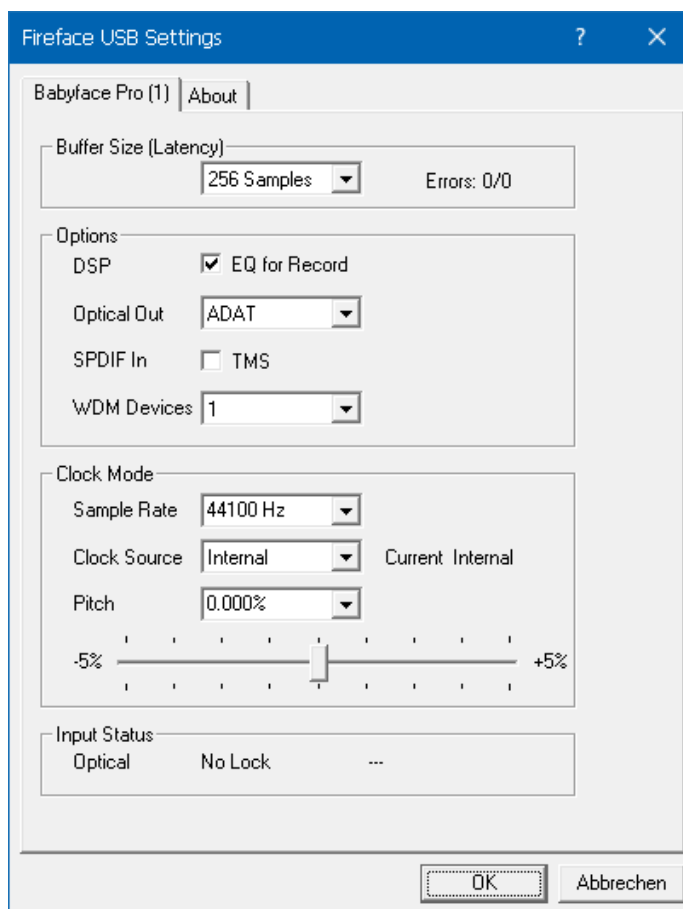 Fireface USB Settings ? ×
Babyface Pro (1) About
Buffer Size (Latency)
256 Samples Errors: 0/0
Options
DSP EQ for Record
Optical Out ADAT
SPDIF In TMS
WDM Devices 1
Clock Mode
Sample Rate 44100 Hz
Clock Source Internal Current Internal
Pitch 0.000%
-5% +5%
Input Status
Optical No Lock ---
OK Abbrechen